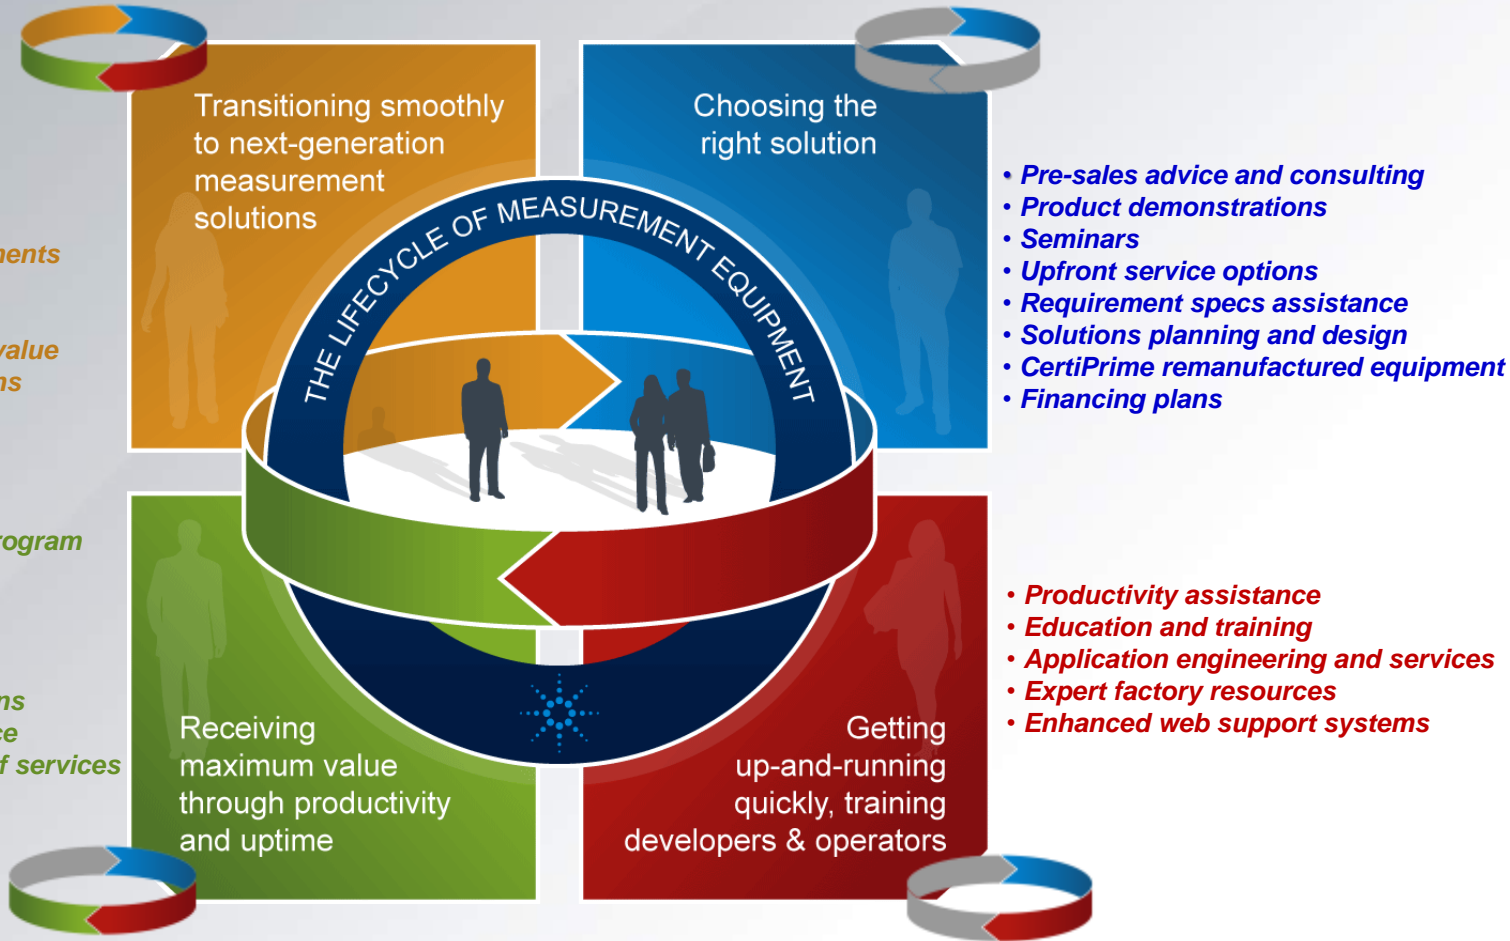 Transitioning smoothly
to next-generation
measurement
solutions
Choosing the
right solution
THE LIFECYCLE OF MEASUREMENT EQUIPMENT
• Pre-sales advice and consulting
• Product demonstrations
• Seminars
• Upfront service options
• Requirement specs assistance
• Solutions planning and design
• CertiPrime remanufactured equipment
• Financing plans
value
services
Receiving
maximum value
through productivity
and uptime
Getting
up-and-running
quickly, training
developers & operators
• Productivity assistance
• Education and training
• Application engineering and services
• Expert factory resources
• Enhanced web support systems